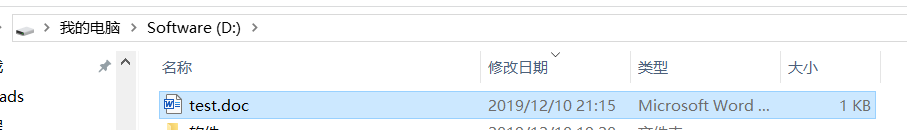 我的电脑 > Software (D:) >
名称 修改日期 类型 大小
ads
test.doc 2019/12/10 21:15 Microsoft Word ... 1 KB